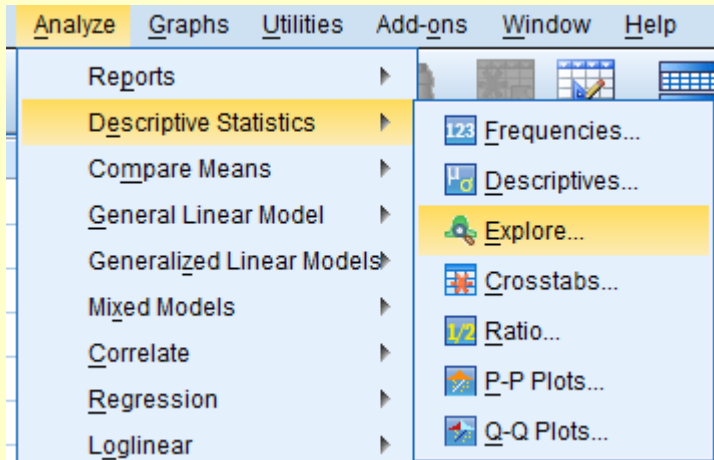 Analyze Graphs Utilities Add-ons Window Help
Reports
Descriptive Statistics
Compare Means
General Linear Model
Generalized Linear Models
Mixed Models
Correlate
Regression
Loglinear
123 Frequencies...
μσ Descriptives...
Explore...
Crosstabs...
1/2 Ratio...
P-P Plots...
Q-Q Plots...